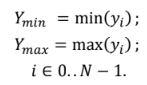 Y_min = min(y_i) ;
Y_max = max(y_i) ;
i ∈ 0..N − 1.